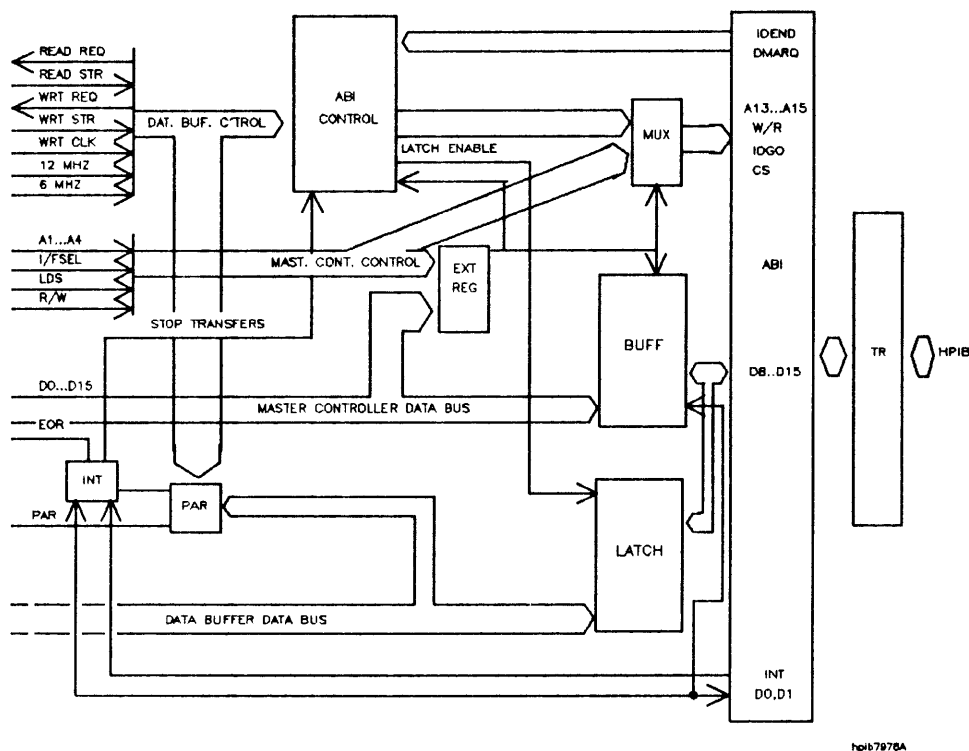 READ REQ
READ STR
WRT REQ
WRT STR
WRT CLK
12 MHZ
6 MHZ
DAT. BUF. C'TROL
ABI
CONTROL
LATCH ENABLE
MUX
IDEND
DMARQ
A13...A15
W/R
IOGO
CS
A1...A4
I/FSEL
LDS
R/W
MAST. CONT. CONTROL
EXT
REG
STOP TRANSFERS
BUFF
ABI
TR
HPIB
D8..D15
D0...D15
MASTER CONTROLLER DATA BUS
EOR
INT
PAR
PAR
LATCH
DATA BUFFER DATA BUS
INT
D0,D1
hpib7978A